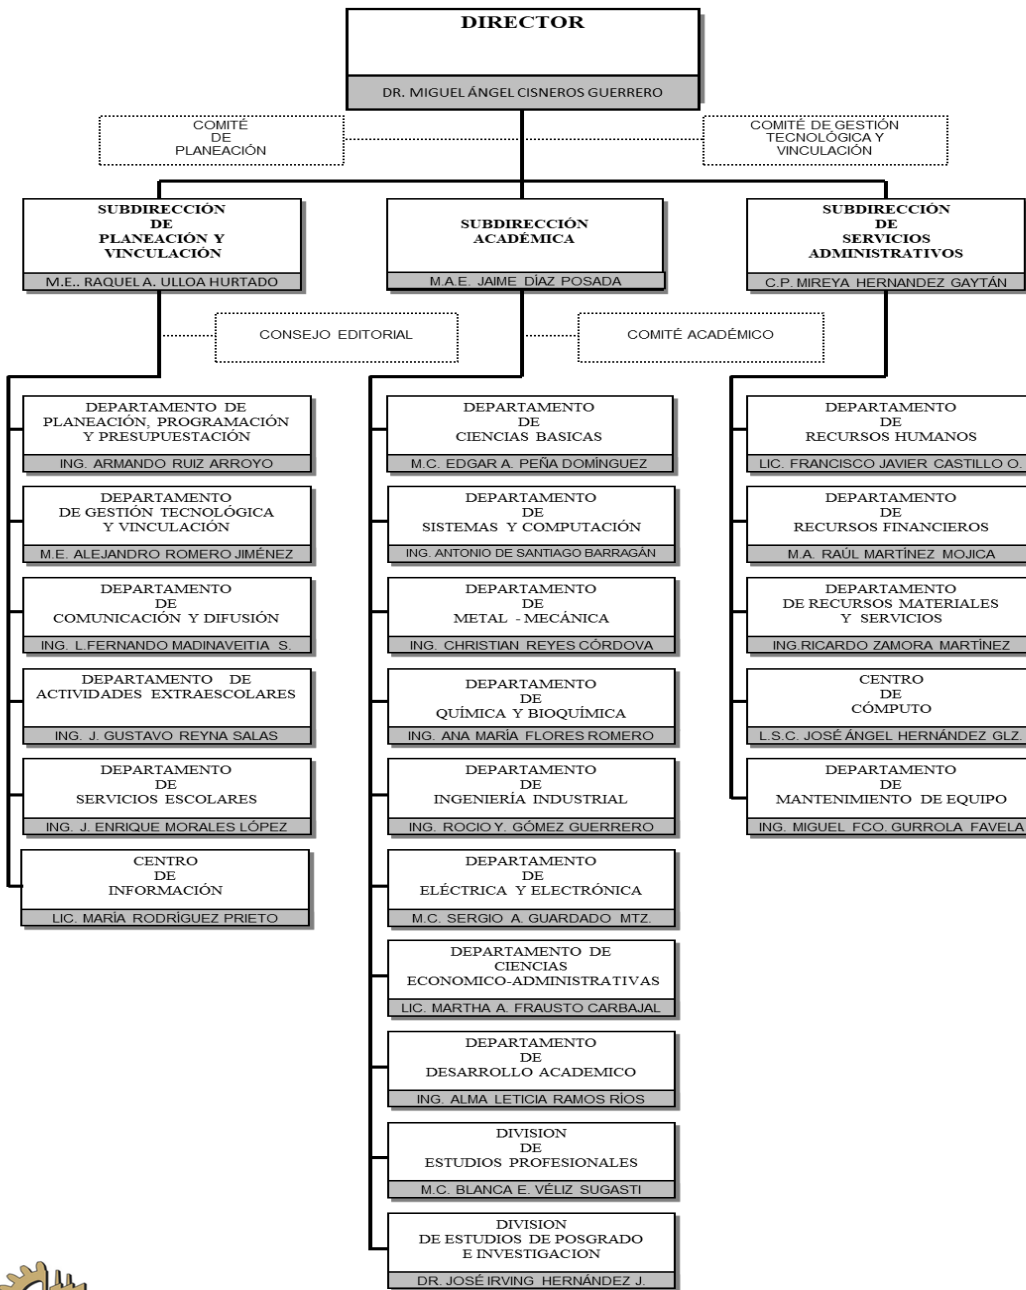 DIRECTOR
DR. MIGUEL ÁNGEL CISNEROS GUERRERO
COMITÉ
DE
PLANEACIÓN
COMITÉ DE GESTIÓN
TECNOLÓGICA Y
VINCULACIÓN
SUBDIRECCIÓN
DE
PLANEACIÓN Y
VINCULACIÓN
M.E.. RAQUEL A. ULLOA HURTADO
SUBDIRECCIÓN
ACADÉMICA
M.A.E. JAIME DÍAZ POSADA
SUBDIRECCIÓN
DE
SERVICIOS
ADMINISTRATIVOS
C.P. MIREYA HERNANDEZ GAYTÁN
CONSEJO EDITORIAL
COMITÉ ACADÉMICO
DEPARTAMENTO DE
PLANEACIÓN, PROGRAMACIÓN
Y PRESUPUESTACIÓN
ING. ARMANDO RUIZ ARROYO
DEPARTAMENTO
DE GESTIÓN TECNOLÓGICA
Y VINCULACIÓN
M.E. ALEJANDRO ROMERO JIMÉNEZ
DEPARTAMENTO
DE
COMUNICACIÓN Y DIFUSIÓN
ING. L.FERNANDO MADINAVEITIA S.
DEPARTAMENTO DE
ACTIVIDADES EXTRAESCOLARES
ING. J. GUSTAVO REYNA SALAS
DEPARTAMENTO
DE
SERVICIOS ESCOLARES
ING. J. ENRIQUE MORALES LÓPEZ
CENTRO
DE
INFORMACIÓN
LIC. MARÌA RODRÍGUEZ PRIETO
DEPARTAMENTO
DE
CIENCIAS BASICAS
M.C. EDGAR A. PEÑA DOMÍNGUEZ
DEPARTAMENTO
DE
SISTEMAS Y COMPUTACIÓN
ING. ANTONIO DE SANTIAGO BARRAGÁN
DEPARTAMENTO
DE
METAL - MECÁNICA
ING. CHRISTIAN REYES CÓRDOVA
DEPARTAMENTO
DE
QUÍMICA Y BIOQUÍMICA
ING. ANA MARÍA FLORES ROMERO
DEPARTAMENTO
DE
INGENIERÍA INDUSTRIAL
ING. ROCIO Y. GÓMEZ GUERRERO
DEPARTAMENTO
DE
ELÉCTRICA Y ELECTRÓNICA
M.C. SERGIO A. GUARDADO MTZ.
DEPARTAMENTO DE
CIENCIAS
ECONOMICO-ADMINISTRATIVAS
LIC. MARTHA A. FRAUSTO CARBAJAL
DEPARTAMENTO
DE
DESARROLLO ACADEMICO
ING. ALMA LETICIA RAMOS RÍOS
DIVISION
DE
ESTUDIOS PROFESIONALES
M.C. BLANCA E. VÉLIZ SUGASTI
DIVISION
DE ESTUDIOS DE POSGRADO
E INVESTIGACION
DR. JOSÉ IRVING HERNÁNDEZ J.
DEPARTAMENTO
DE
RECURSOS HUMANOS
LIC. FRANCISCO JAVIER CASTILLO O.
DEPARTAMENTO
DE
RECURSOS FINANCIEROS
M.A. RAÚL MARTÍNEZ MOJICA
DEPARTAMENTO
DE RECURSOS MATERIALES
Y SERVICIOS
ING.RICARDO ZAMORA MARTÍNEZ
CENTRO
DE
CÓMPUTO
L.S.C. JOSÉ ÁNGEL HERNÁNDEZ GLZ.
DEPARTAMENTO
DE
MANTENIMIENTO DE EQUIPO
ING. MIGUEL FCO. GURROLA FAVELA